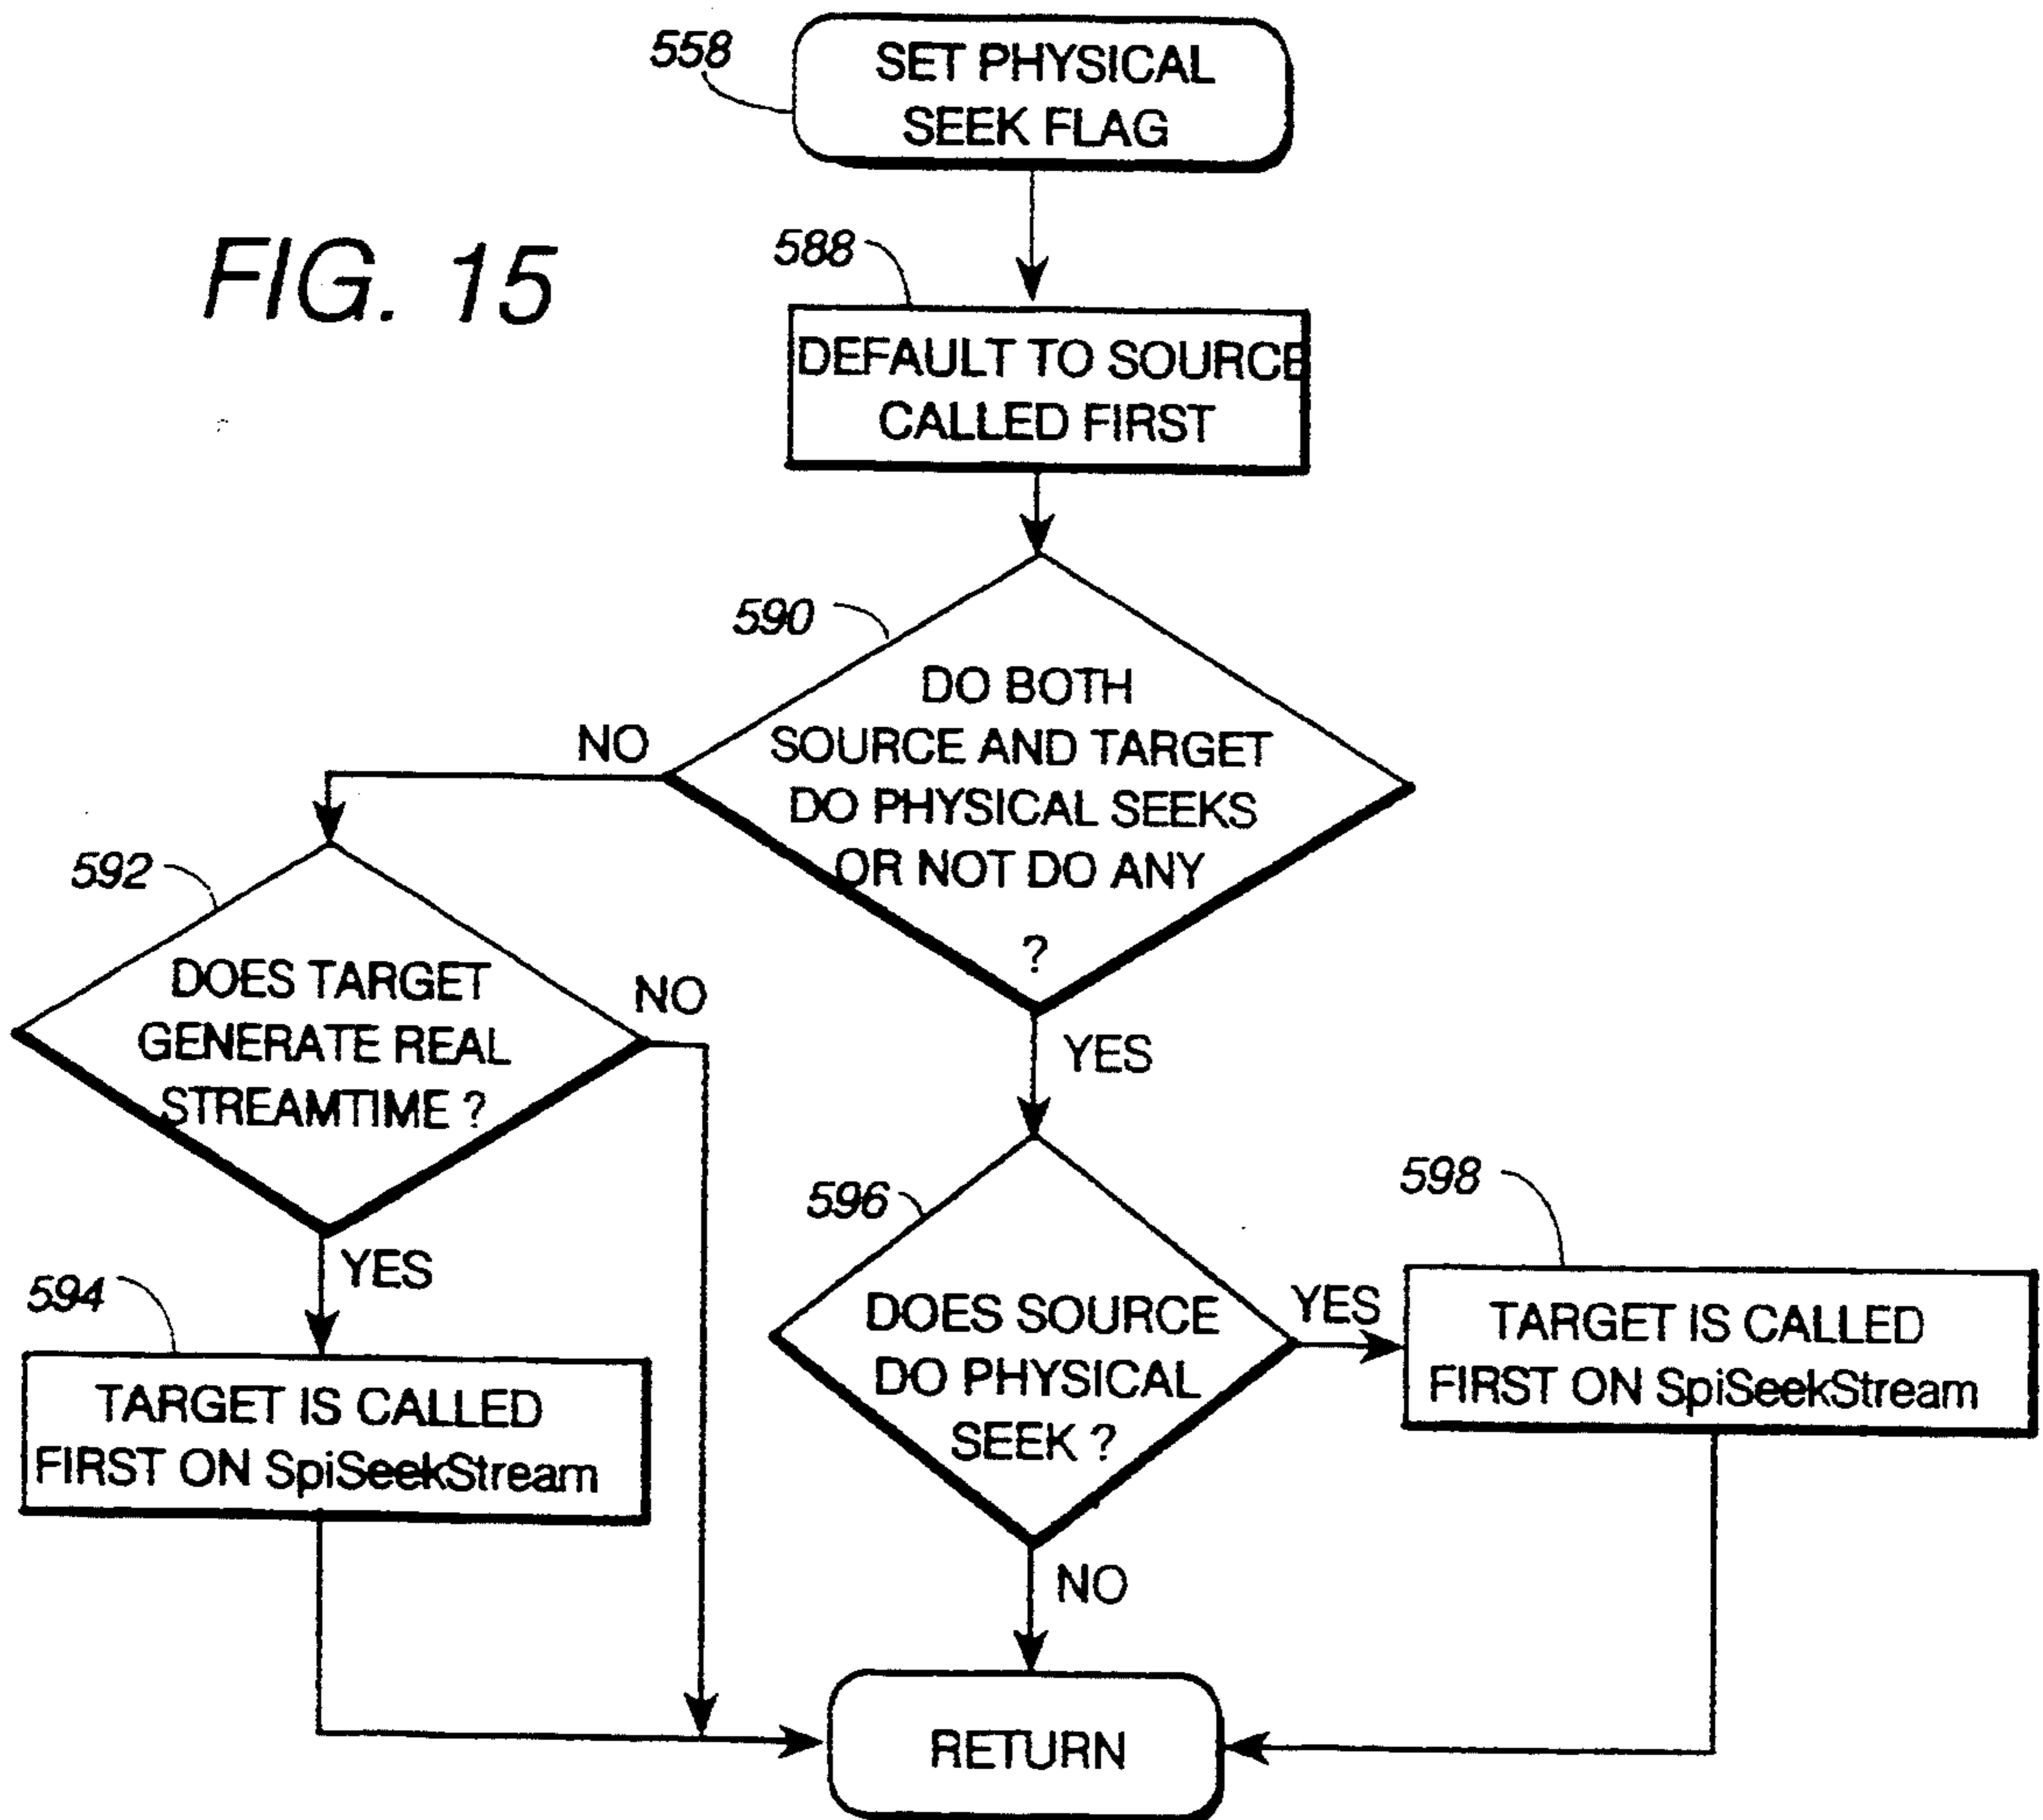 558
SET PHYSICAL
SEEK FLAG
FIG. 15
588
DEFAULT TO SOURCE
CALLED FIRST
590
DO BOTH
SOURCE AND TARGET
DO PHYSICAL SEEKS
OR NOT DO ANY
?
NO
YES
592
DOES TARGET
GENERATE REAL
STREAMTIME ?
NO
YES
594
TARGET IS CALLED
FIRST ON SpiSeekStream
596
DOES SOURCE
DO PHYSICAL
SEEK ?
YES
NO
598
TARGET IS CALLED
FIRST ON SpiSeekStream
RETURN